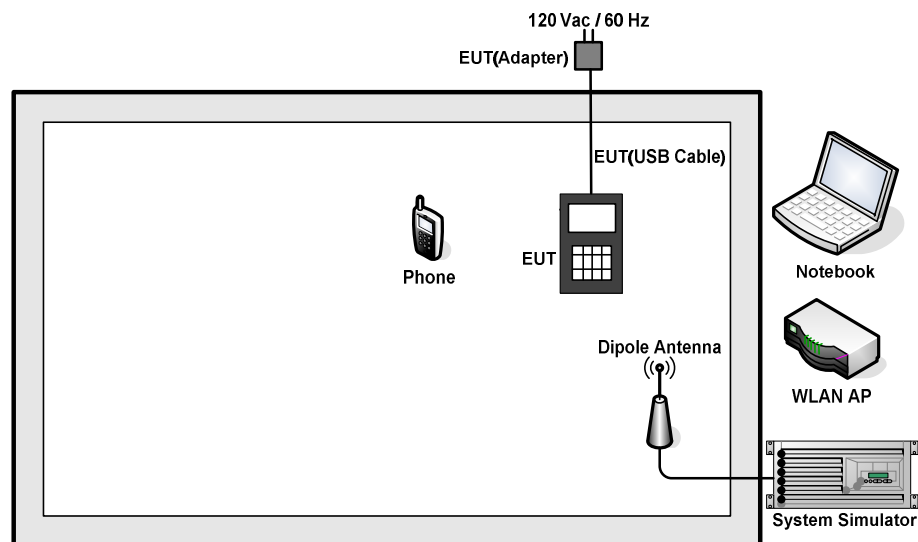 120 Vac / 60 Hz
EUT(Adapter)
EUT(USB Cable)
EUT
Phone
Notebook
Dipole Antenna
WLAN AP
System Simulator